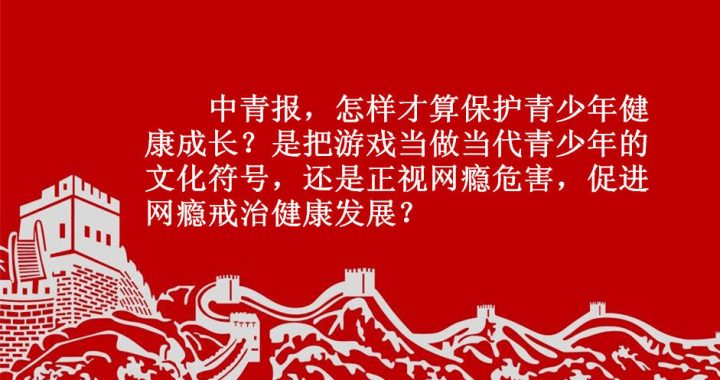 中青报，怎样才算保护青少年健
康成长？是把游戏当做当代青少年的
文化符号，还是正视网瘾危害，促进
网瘾戒治健康发展？